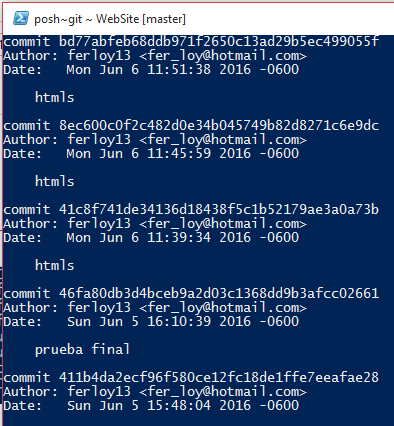 posh~git ~ WebSite [master]
commit bd77abfeb68ddb971f2650c13ad29b5ec499055f
Author: ferloy13 <fer_loy@hotmail.com>
Date:   Mon Jun 6 11:51:38 2016 -0600
htmls
commit 8ec600c0f2c482d0e34b045749b82d8271c6e9dc
Author: ferloy13 <fer_loy@hotmail.com>
Date:   Mon Jun 6 11:45:59 2016 -0600
htmls
commit 41c8f741de34136d18438f5c1b52179ae3a0a73b
Author: ferloy13 <fer_loy@hotmail.com>
Date:   Mon Jun 6 11:39:34 2016 -0600
htmls
commit 46fa80db3d4bceb9a2d03c1368dd9b3afcc02661
Author: ferloy13 <fer_loy@hotmail.com>
Date:   Sun Jun 5 16:10:39 2016 -0600
prueba final
commit 411b4da2ecf96f580ce12fc18de1ffe7eeafae28
Author: ferloy13 <fer_loy@hotmail.com>
Date:   Sun Jun 5 15:48:04 2016 -0600